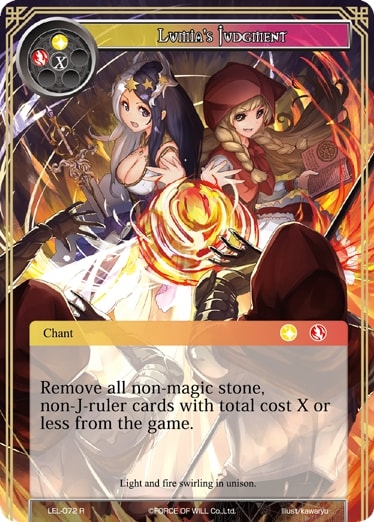 Lumia's Judgment
X
Chant
Remove all non-magic stone,
non-J-ruler cards with total cost X or
less from the game.
Light and fire swirling in unison.
LEL-072 R ©FORCE OF WILL Co.,Ltd. Illust/kawaryu